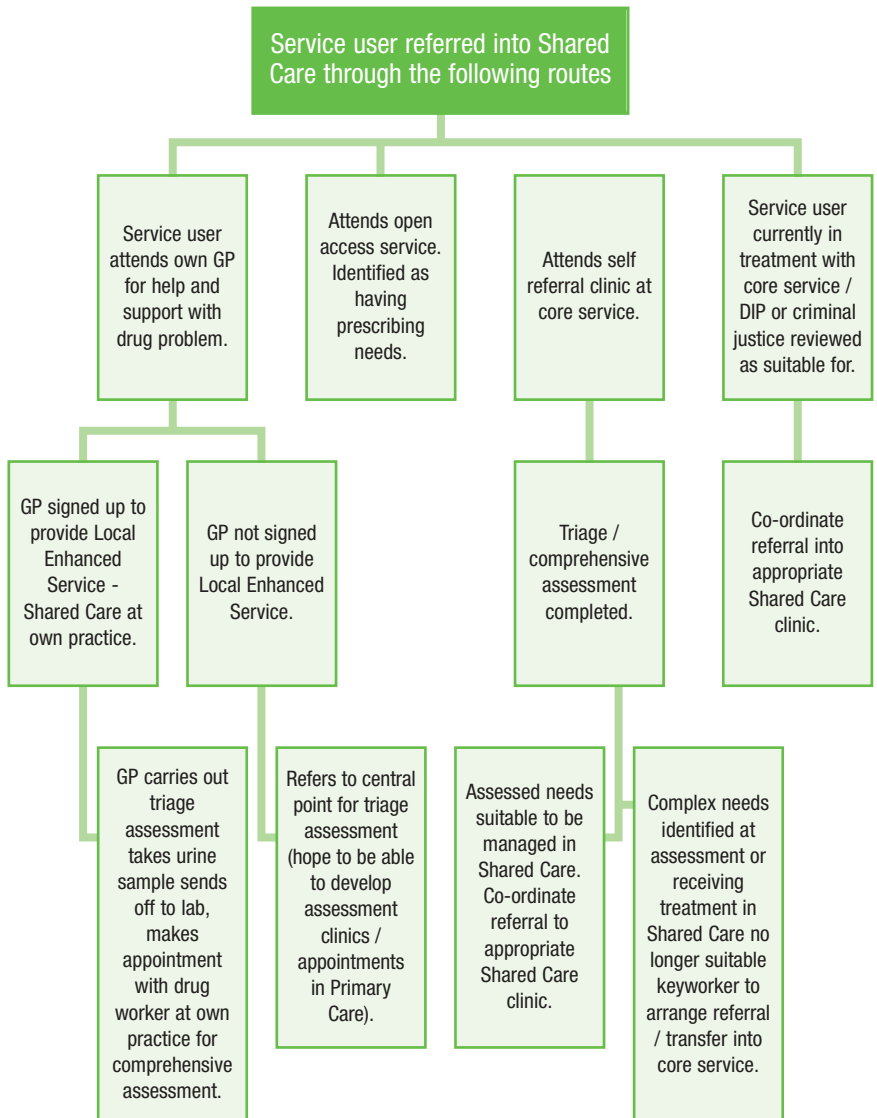 Service user referred into Shared
Care through the following routes
Service user
attends own GP
for help and
support with
drug problem.
Attends open
access service.
Identified as
having
prescribing
needs.
Attends self
referral clinic at
core service.
Service user
currently in
treatment with
core service /
DIP or criminal
justice reviewed
as suitable for.
GP signed up to
provide Local
Enhanced
Service -
Shared Care at
own practice.
GP not signed
up to provide
Local Enhanced
Service.
Triage /
comprehensive
assessment
completed.
Co-ordinate
referral into
appropriate
Shared Care
clinic.
GP carries out
triage
assessment
takes urine
sample sends
off to lab,
makes
appointment
with drug
worker at own
practice for
comprehensive
assessment.
Refers to central
point for triage
assessment
(hope to be able
to develop
assessment
clinics /
appointments
in Primary
Care).
Assessed needs
suitable to be
managed in
Shared Care.
Co-ordinate
referral to
appropriate
Shared Care
clinic.
Complex needs
identified at
assessment or
receiving
treatment in
Shared Care no
longer suitable
keyworker to
arrange referral
/ transfer into
core service.